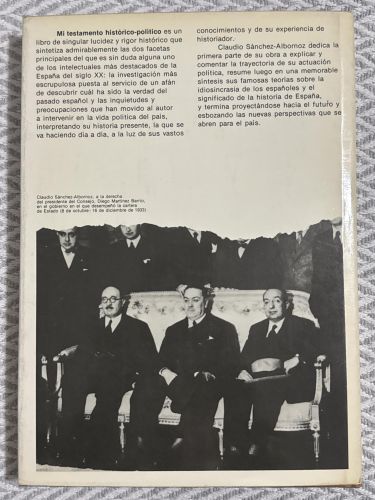 Mi testamento histórico-político es un
libro de singular lucidez y rigor histórico que
sintetiza admirablemente las dos facetas
principales del que es sin duda alguna uno
de los intelectuales más destacados de la
España del siglo XX: la investigación más
escrupulosa puesta al servicio de un afán
de descubrir cuál ha sido la verdad del
pasado español y las inquietudes y
preocupaciones que han movido al autor
a intervenir en la vida política del país,
interpretando su historia presente, la que se
va haciendo día a día, a la luz de sus vastos
conocimientos y de su experiencia de
historiador.
Claudio Sánchez-Albornoz dedica la
primera parte de su obra a explicar y
comentar la trayectoria de su actuación
política, resume luego en una memorable
síntesis sus famosas teorías sobre la
idiosincrasia de los españoles y el
significado de la historia de España,
y termina proyectándose hacia el futuro y
esbozando las nuevas perspectivas que se
abren para el país.
Claudio Sánchez-Albornoz, a la derecha
del presidente del Consejo, Diego Martínez Barrio,
en el gobierno en el que desempeñó la cartera
de Estado (8 de octubre- 16 de diciembre de 1933)